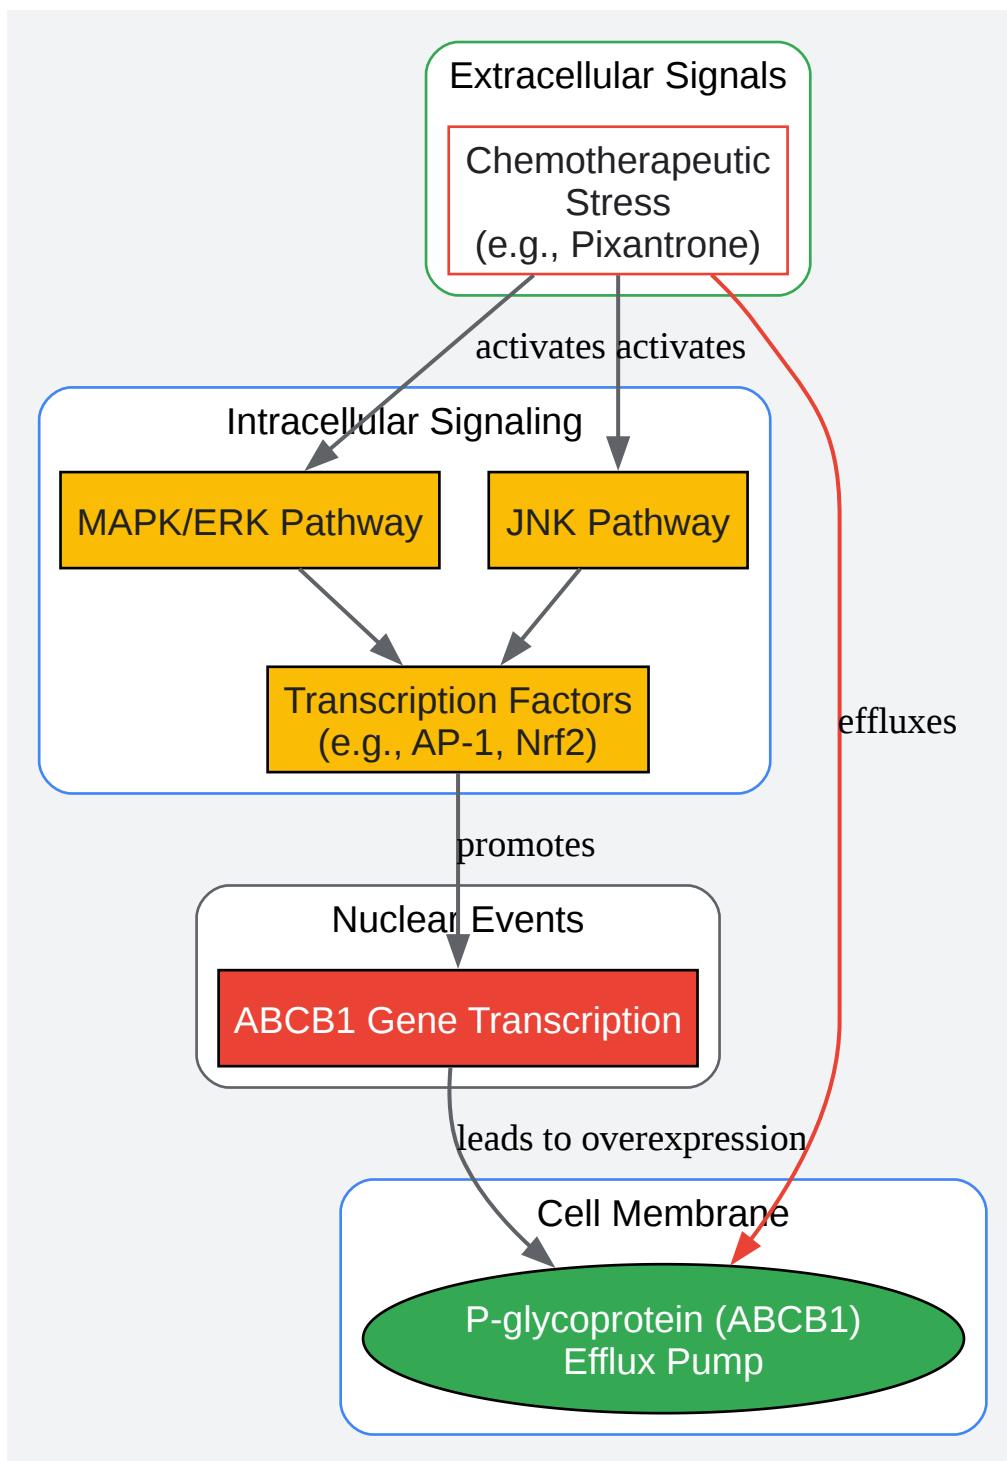 Extracellular Signals
Chemotherapeutic
Stress
(e.g., Pixantrone)
activates
activates
Intracellular Signaling
MAPK/ERK Pathway
JNK Pathway
Transcription Factors
(e.g., AP-1, Nrf2)
effluxes
promotes
Nuclear Events
ABCB1 Gene Transcription
leads to overexpression
Cell Membrane
P-glycoprotein (ABCB1)
Efflux Pump